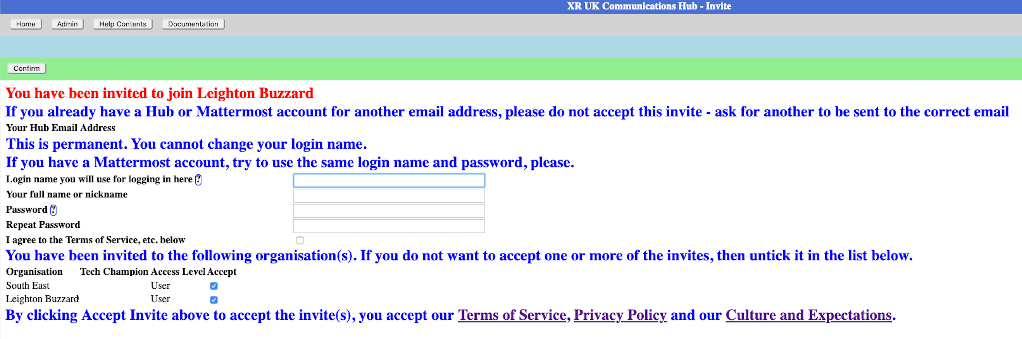 XR UK Communications Hub - Invite
Home Admin Help Contents Documentation
Confirm
You have been invited to join Leighton Buzzard
If you already have a Hub or Mattermost account for another email address, please do not accept this invite - ask for another to be sent to the correct email
Your Hub Email Address
This is permanent. You cannot change your login name.
If you have a Mattermost account, try to use the same login name and password, please.
Login name you will use for logging in here ?
Your full name or nickname
Password ?
Repeat Password
I agree to the Terms of Service, etc. below
You have been invited to the following organisation(s). If you do not want to accept one or more of the invites, then untick it in the list below.
Organisation Tech Champion Access Level Accept
South East User
Leighton Buzzard User
By clicking Accept Invite above to accept the invite(s), you accept our Terms of Service, Privacy Policy and our Culture and Expectations.